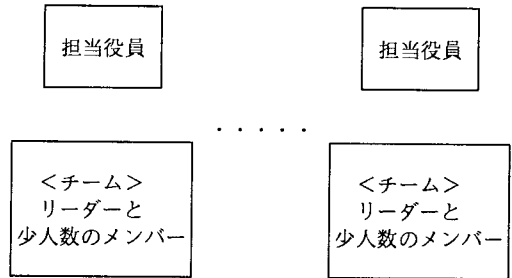 担当役員
担当役員
・・・・・
＜チーム＞
リーダーと
少人数のメンバー
＜チーム＞
リーダーと
少人数のメンバー